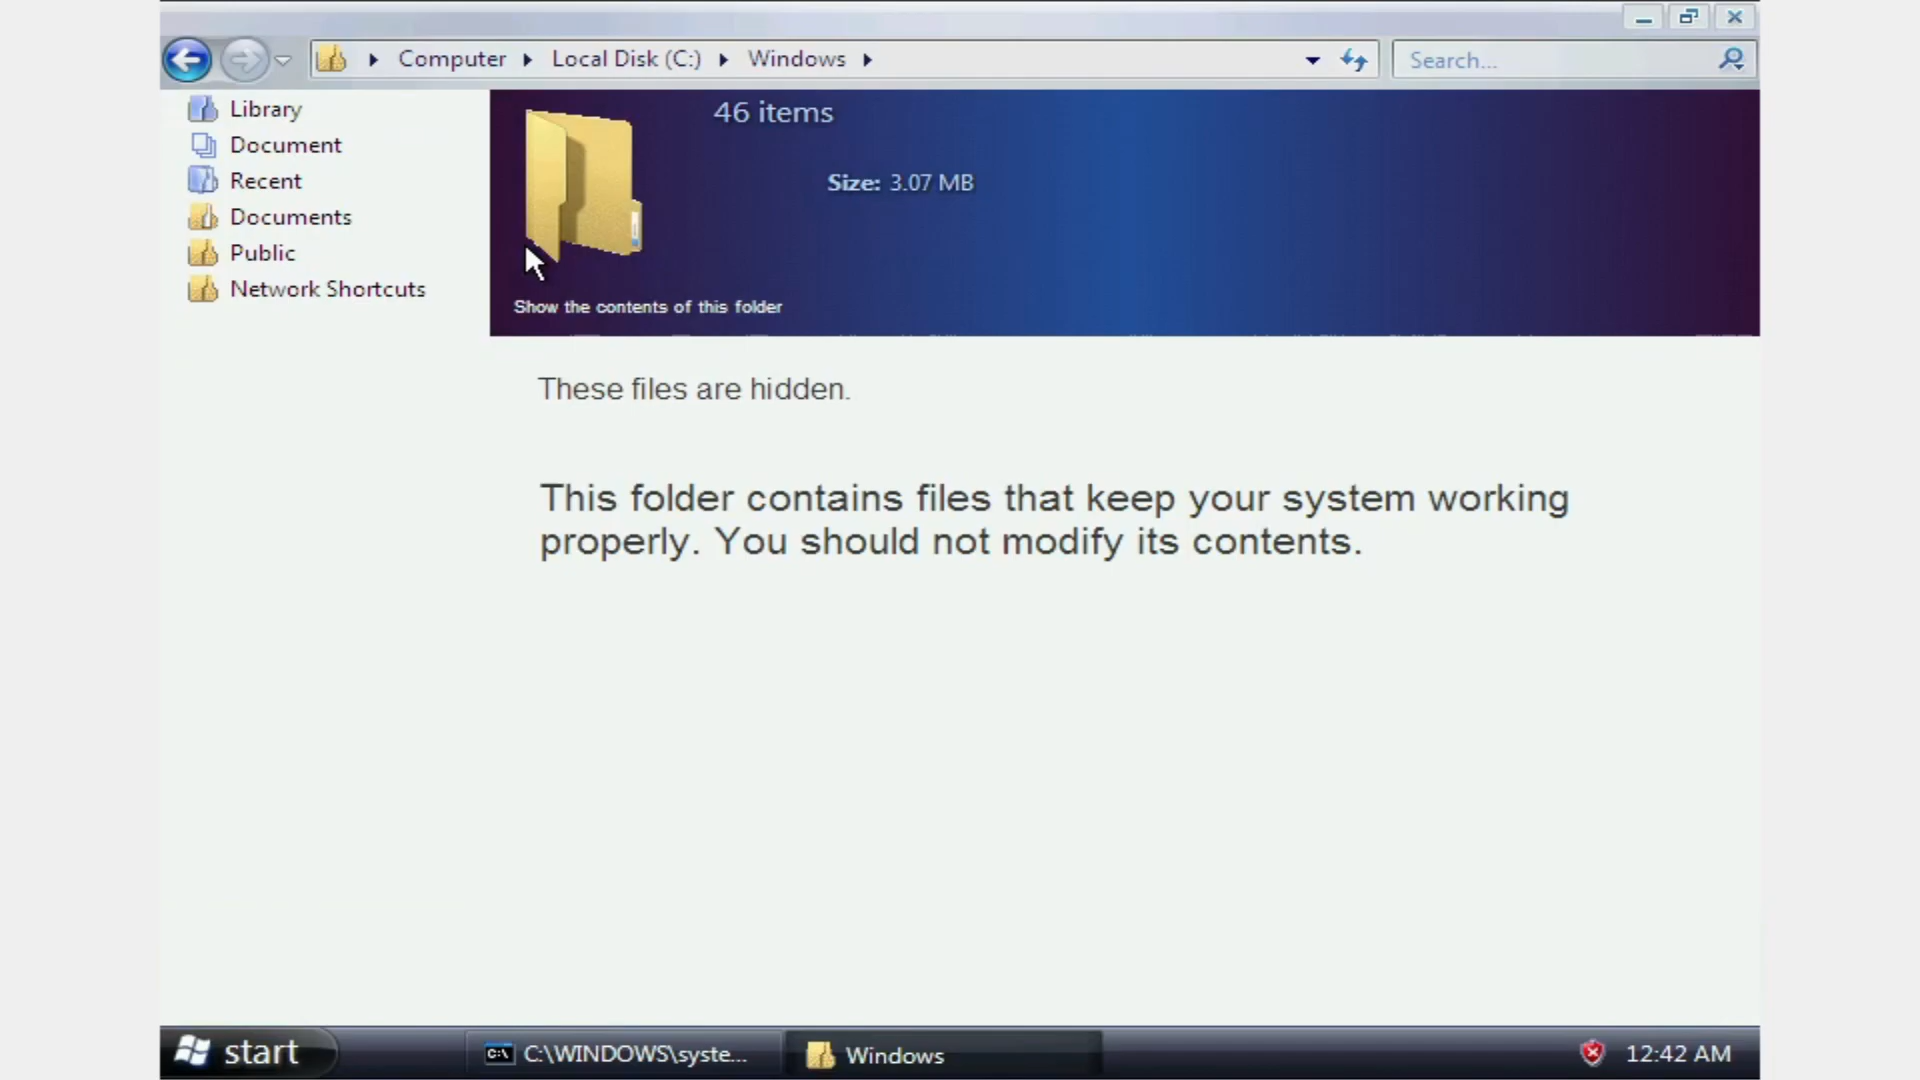 Computer Local Disk (C:) Windows
Search...
Library
Document
Recent
Documents
Public
Network Shortcuts
46 items
Size: 3.07 MB
Show the contents of this folder
These files are hidden.
This folder contains files that keep your system working
properly. You should not modify its contents.
start
C:\
C:\WINDOWS\syste...
Windows
12:42 AM